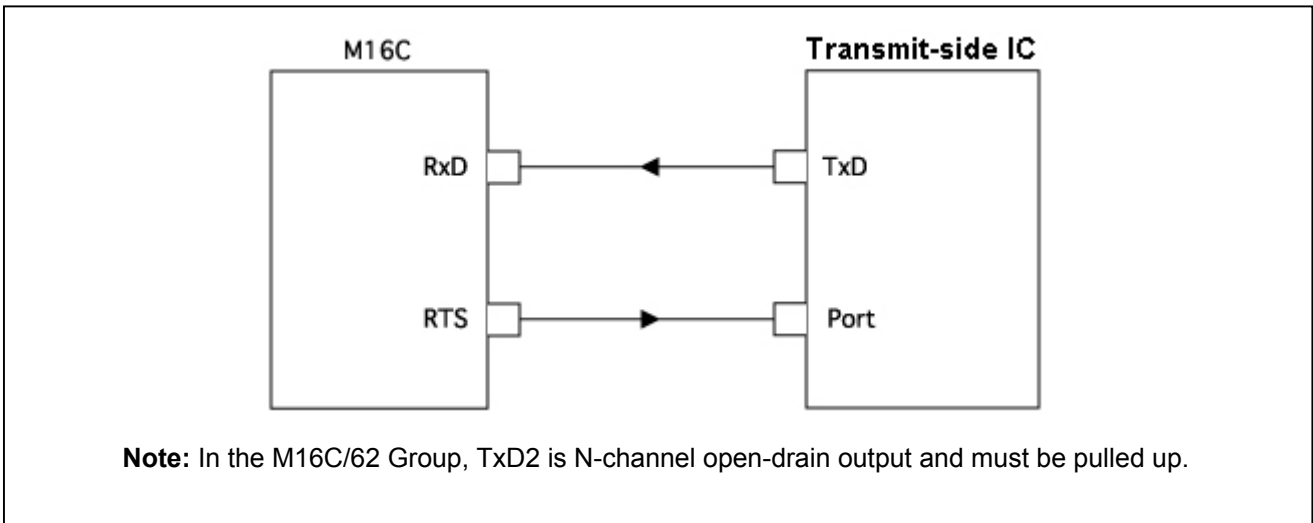 M16C
Transmit-side IC
RxD
TxD
RTS
Port
Note: In the M16C/62 Group, TxD2 is N-channel open-drain output and must be pulled up.